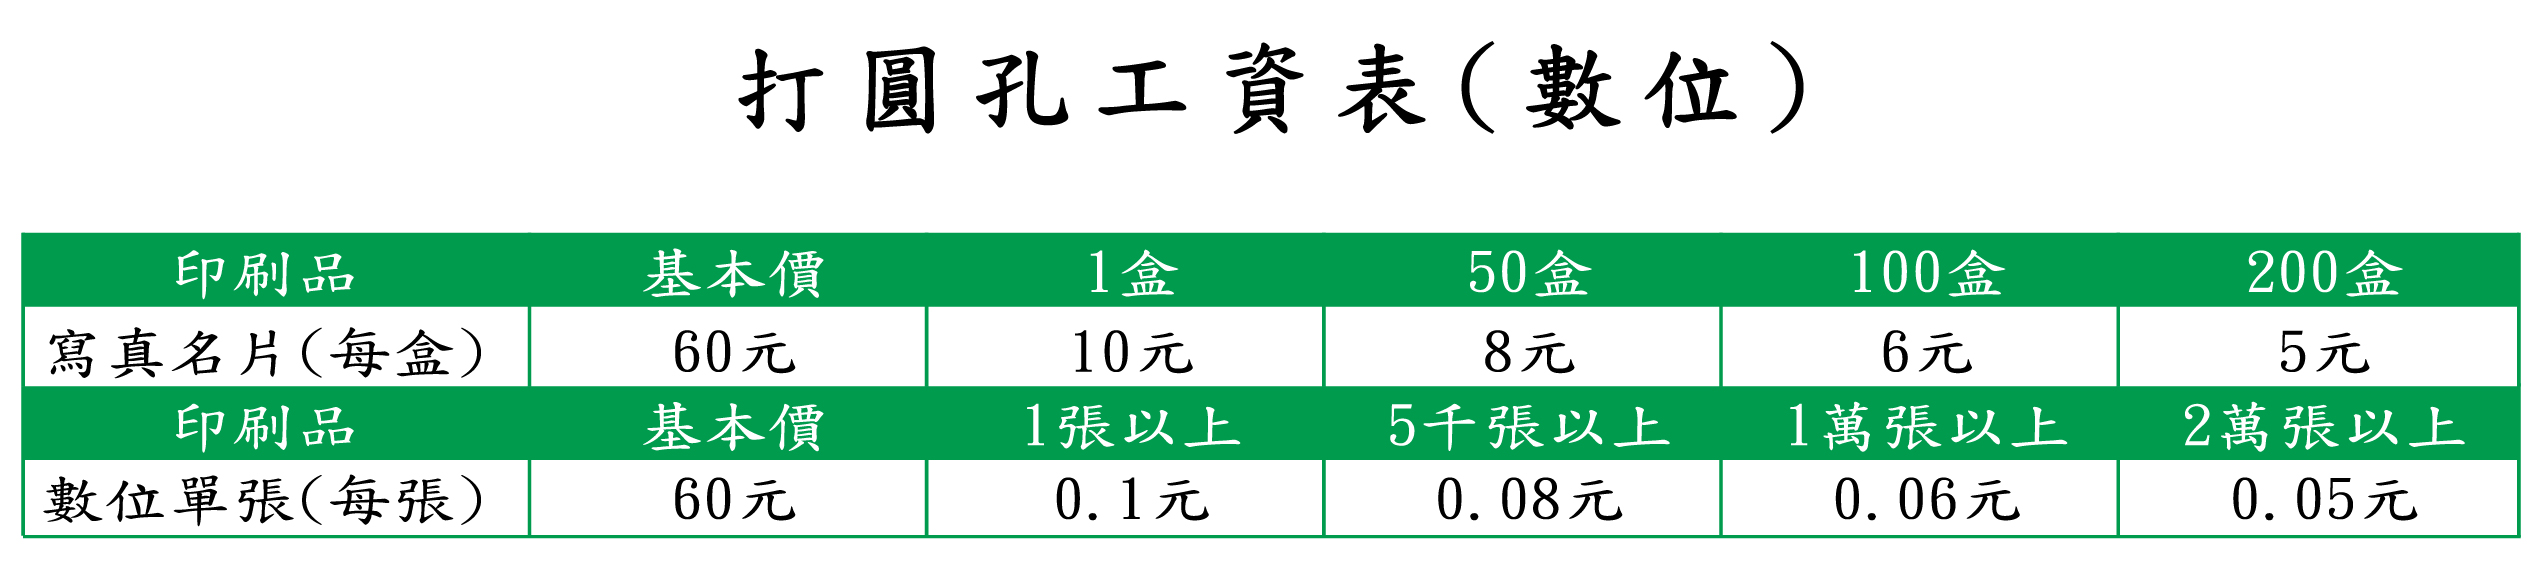 打圓孔工資表(數位)
印刷品 基本價 1盒 50盒 100盒 200盒
寫真名片(每盒) 60元 10元 8元 6元 5元
印刷品 基本價 1張以上 5千張以上 1萬張以上 2萬張以上
數位單張(每張) 60元 0.1元 0.08元 0.06元 0.05元